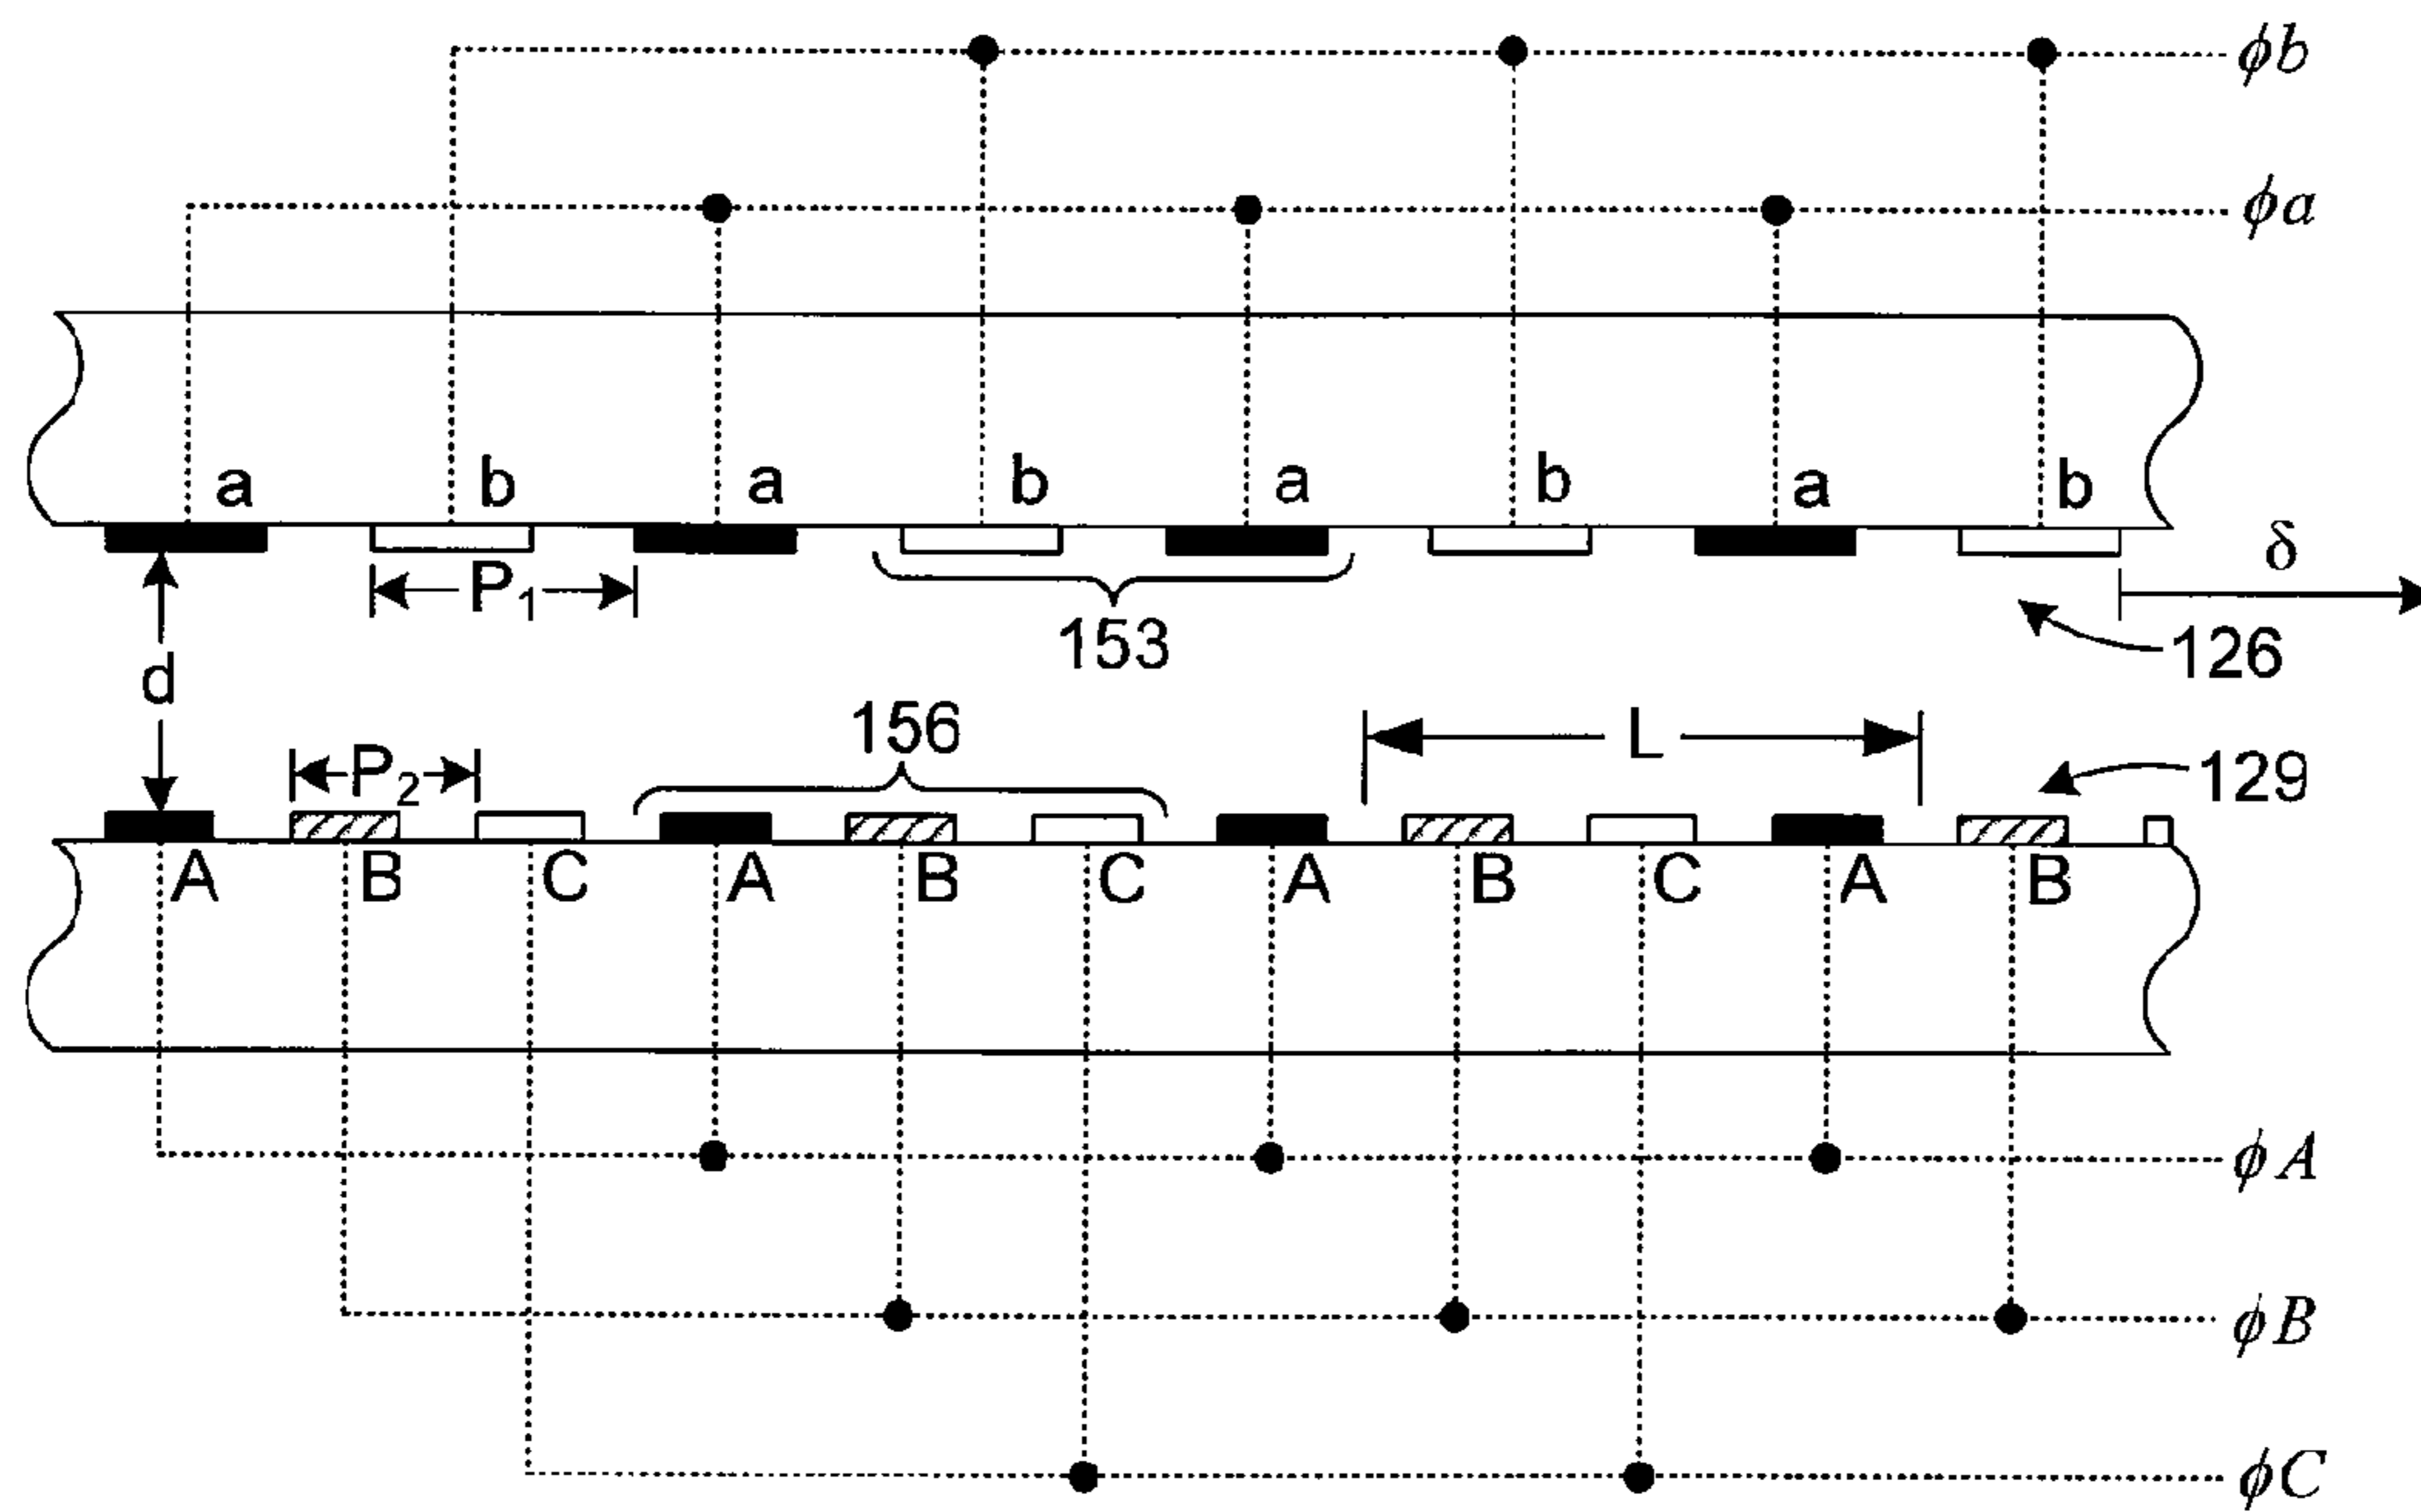 ϕb
ϕa
a b a b a b a b
δ
P₁
153
126
d
156
L
P₂
129
A B C A B C A B C A B
ϕA
ϕB
ϕC